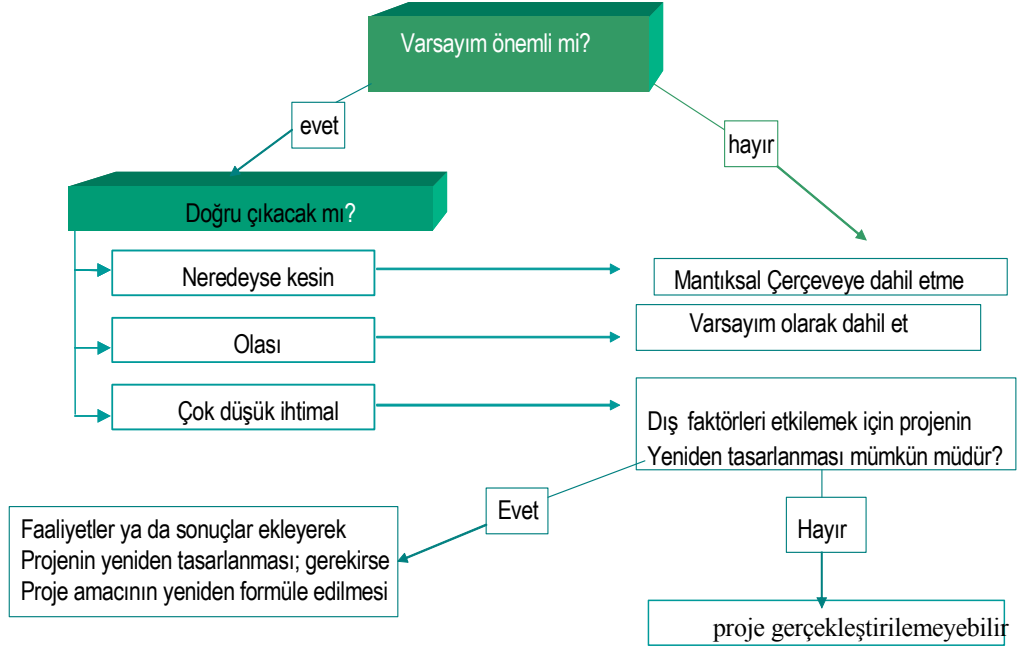 Varsayım önemli mi?
evet
hayır
Doğru çıkacak mı?
Neredeyse kesin
Mantıksal Çerçeveye dahil etme
Olası
Varsayım olarak dahil et
Çok düşük ihtimal
Dış faktörleri etkilemek için projenin
Yeniden tasarlanması mümkün müdür?
Evet
Hayır
Faaliyetler ya da sonuçlar ekleyerek
Projenin yeniden tasarlanması; gerekirse
Proje amacının yeniden formüle edilmesi
proje gerçekleştirilemeyebilir